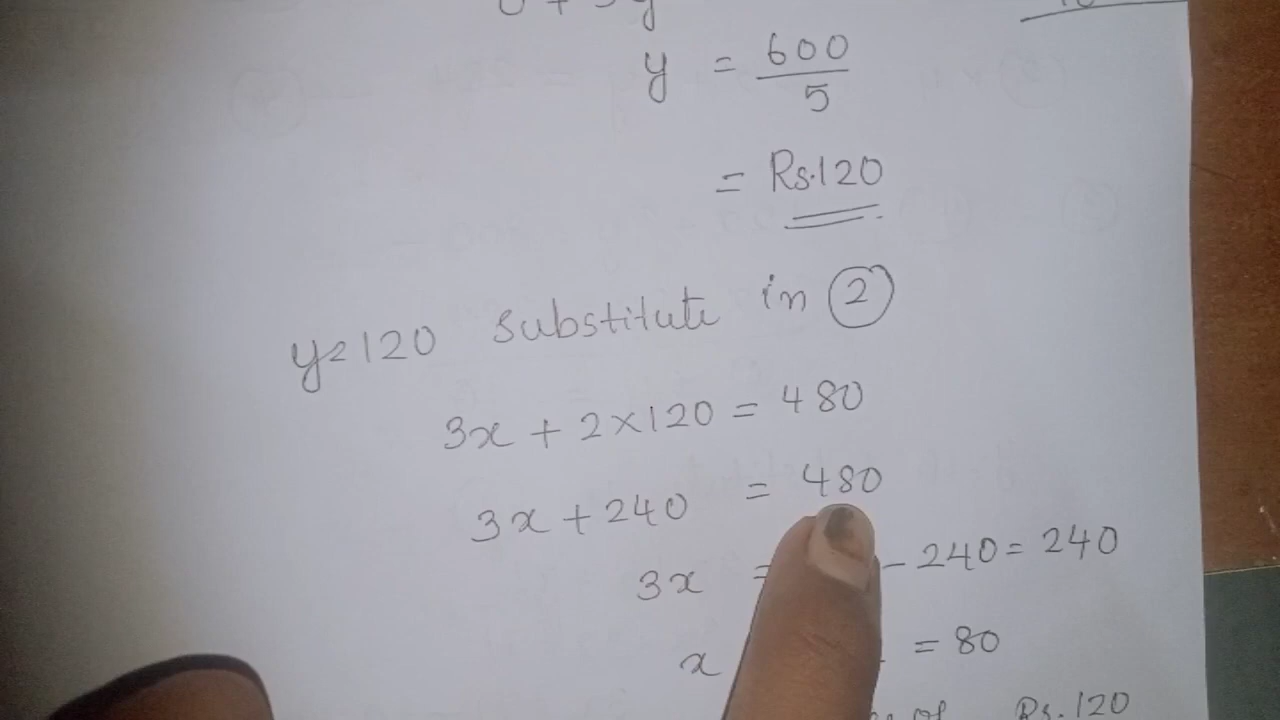 y = 600/5
= Rs.120
y=120 substitute in ②
3x + 2×120 = 480
3x + 240 = 480
3x = - 240 = 240
x = 80
of Rs.120